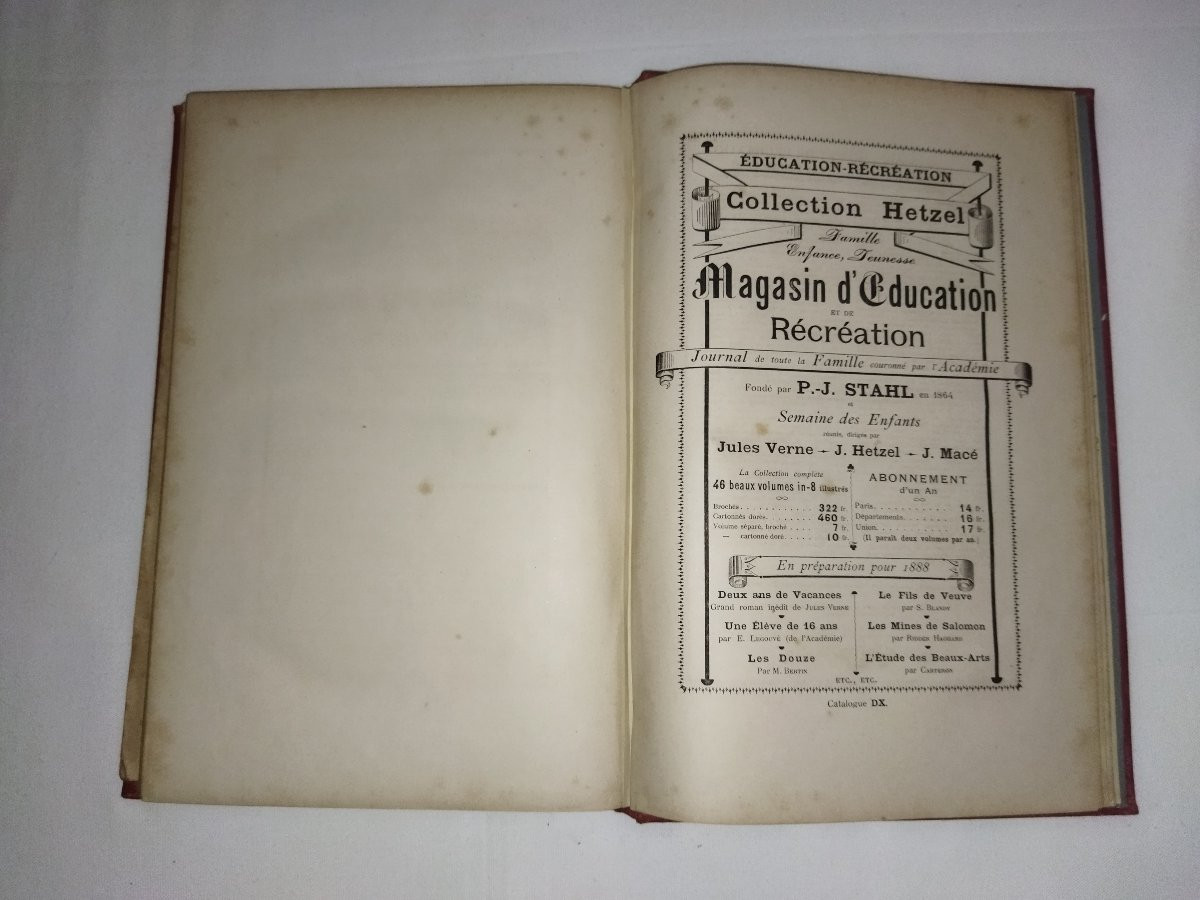 ÉDUCATION-RÉCRÉATION
Collection Hetzel
Famille
Enfance, Jeunesse
Magasin d'Education
ET DE
Récréation
Journal de toute la Famille couronné par l'Académie
Fondé par P.-J. STAHL en 1864
et
Semaine des Enfants
réunis, dirigés par
Jules Verne - J. Hetzel - J. Macé
La Collection complète
46 beaux volumes in-8 illustrés
Brochés 322 fr.
Cartonnés dorés 460 fr.
Volume séparé, broché 7 fr.
— cartonné doré 10 fr.
ABONNEMENT
d'un An
Paris 14 fr.
Départements 16 fr.
Union 17 fr.
(Il paraît deux volumes par an.)
En préparation pour 1888
Deux ans de Vacances
Grand roman inédit de JULES VERNE
Une Élève de 16 ans
par E. LEGOUVÉ (de l'Académie)
Les Douze
Par M. BERTIN
Le Fils de Veuve
par S. BLANDY
Les Mines de Salomon
par RIDER HAGGARD
L'Étude des Beaux-Arts
par CARTERON
ETC., ETC.
Catalogue DX.